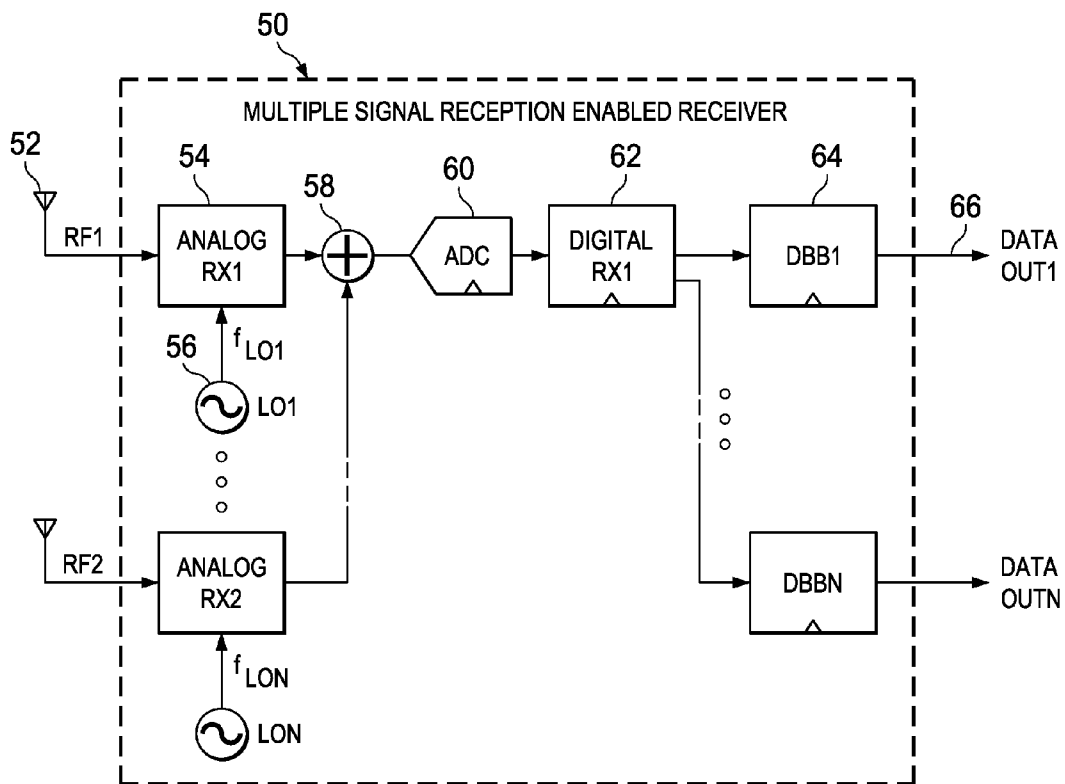 50
MULTIPLE SIGNAL RECEPTION ENABLED RECEIVER
52
54
58
60
62
64
66
RF1
ANALOG
RX1
ADC
DIGITAL
RX1
DBB1
DATA
OUT1
fLO1
56
LO1
RF2
ANALOG
RX2
DBBN
DATA
OUTN
fLON
LON